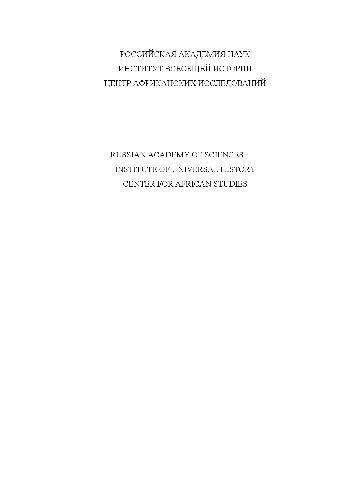 РОССИЙСКАЯ АКАДЕМИЯ НАУК
ИНСТИТУТ ВСЕОБЩЕЙ ИСТОРИИ
ЦЕНТР АФРИКАНСКИХ ИССЛЕДОВАНИЙ
RUSSIAN ACADEMY OF SCIENCES
INSTITUTE OF UNIVERSAL HISTORY
CENTER FOR AFRICAN STUDIES